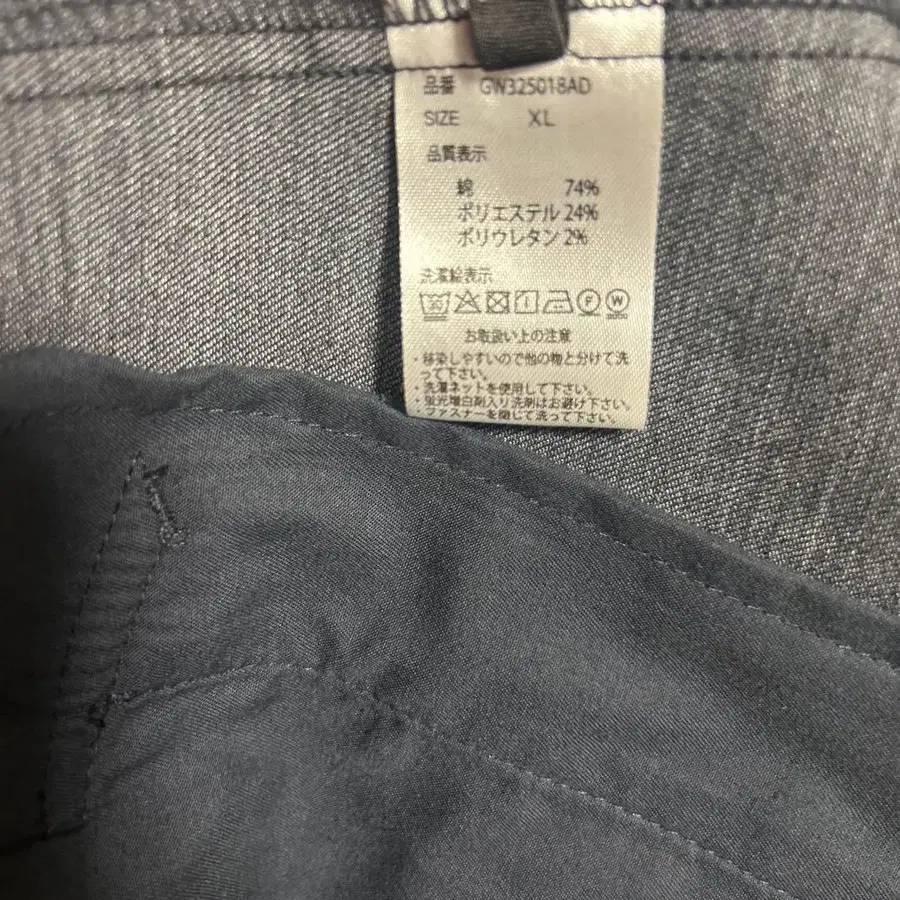 品番 GW325018AD
SIZE XL
品質表示
綿 74%
ポリエステル 24%
ポリウレタン 2%
洗濯絵表示
お取扱い上の注意
・移染しやすいので他の物と分けて洗
って下さい。
・洗濯ネットを使用して下さい。
・蛍光増白剤入り洗剤はお避け下さい。
・ファスナーを閉じて洗って下さい。